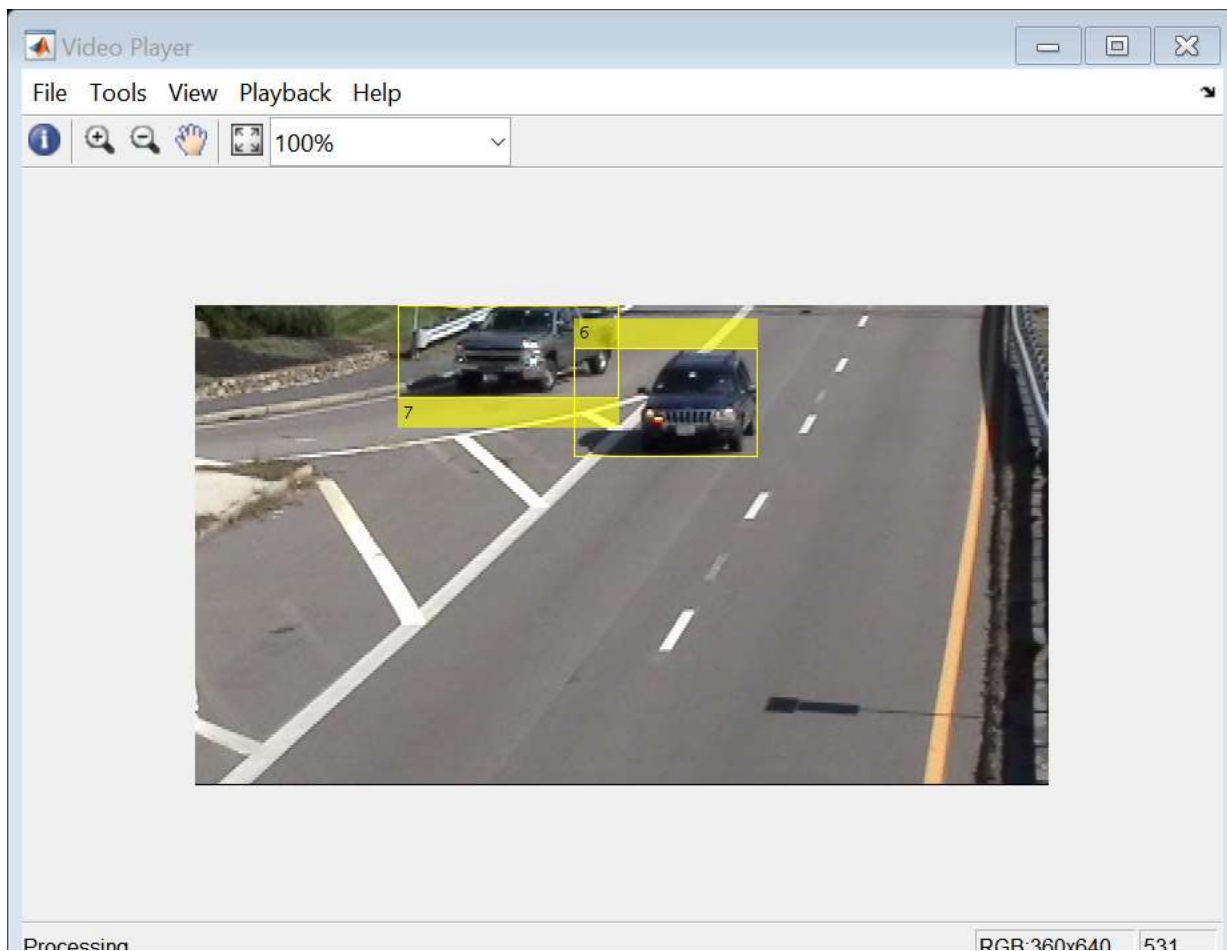 Video Player
File Tools View Playback Help
100%
6
7
Processing
RGB:360x640 531